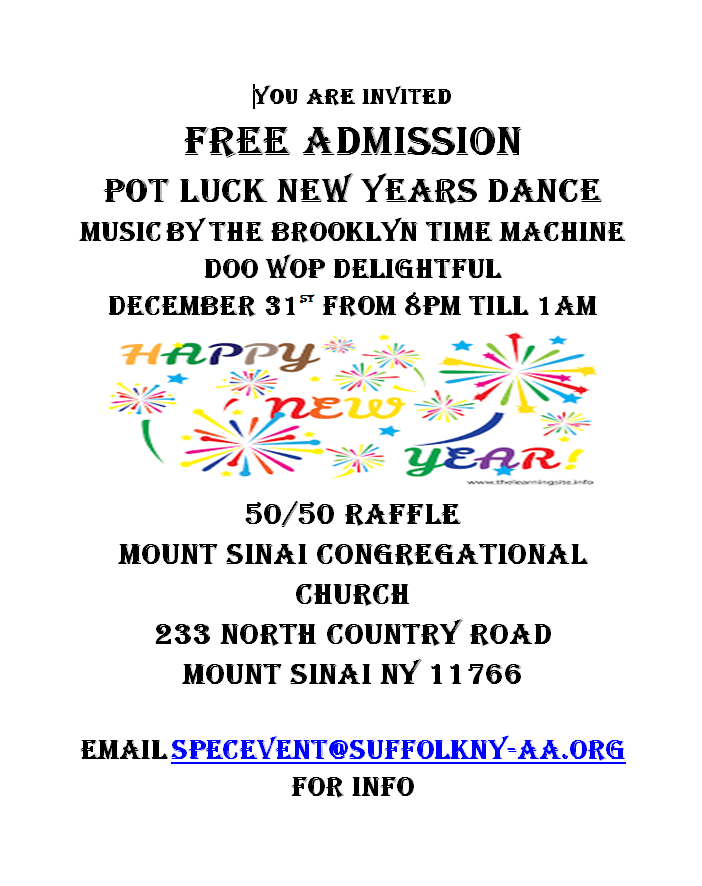 YOU ARE INVITED
FREE ADMISSION
POT LUCK NEW YEARS DANCE
MUSIC BY THE BROOKLYN TIME MACHINE
DOO WOP DELIGHTFUL
DECEMBER 31ST FROM 8PM TILL 1AM
HAPPY
NEW
YEAR!
www.thelearningsite.info
50/50 RAFFLE
MOUNT SINAI CONGREGATIONAL
CHURCH
233 NORTH COUNTRY ROAD
MOUNT SINAI NY 11766
EMAIL SPECEVENT@SUFFOLKNY-AA.ORG
FOR INFO